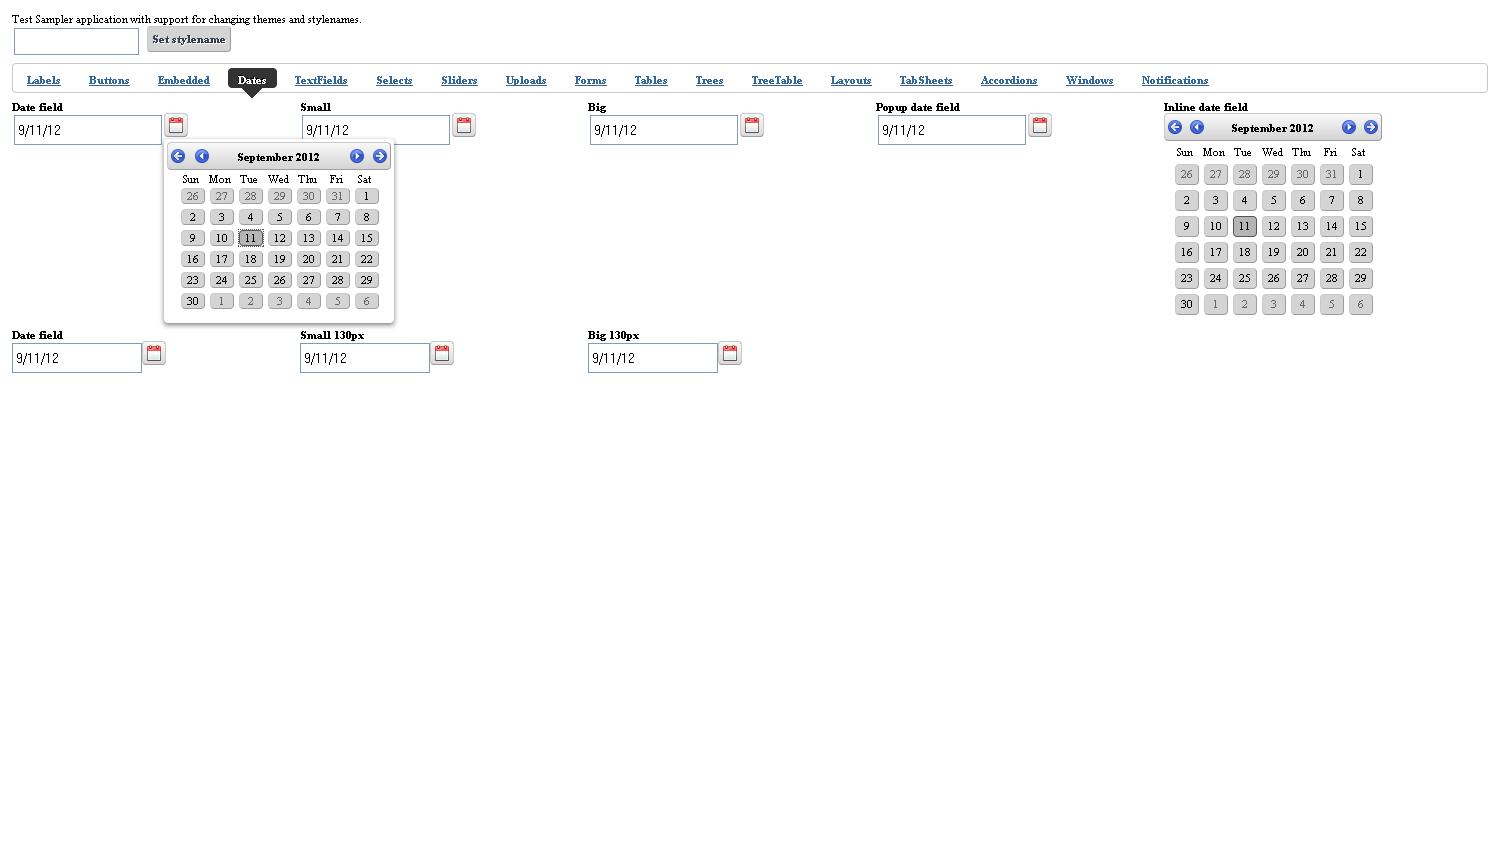 Test Sampler application with support for changing themes and stylenames.
Set stylename
Labels Buttons Embedded Dates TextFields Selects Sliders Uploads Forms Tables Trees TreeTable Layouts TabSheets Accordions Windows Notifications
Date field Small Big Popup date field Inline date field
9/11/12 9/11/12 9/11/12 9/11/12
September 2012
Sun Mon Tue Wed Thu Fri Sat
26 27 28 29 30 31 1
2 3 4 5 6 7 8
9 10 11 12 13 14 15
16 17 18 19 20 21 22
23 24 25 26 27 28 29
30 1 2 3 4 5 6
September 2012
Sun Mon Tue Wed Thu Fri Sat
26 27 28 29 30 31 1
2 3 4 5 6 7 8
9 10 11 12 13 14 15
16 17 18 19 20 21 22
23 24 25 26 27 28 29
30 1 2 3 4 5 6
Date field Small 130px Big 130px
9/11/12 9/11/12 9/11/12